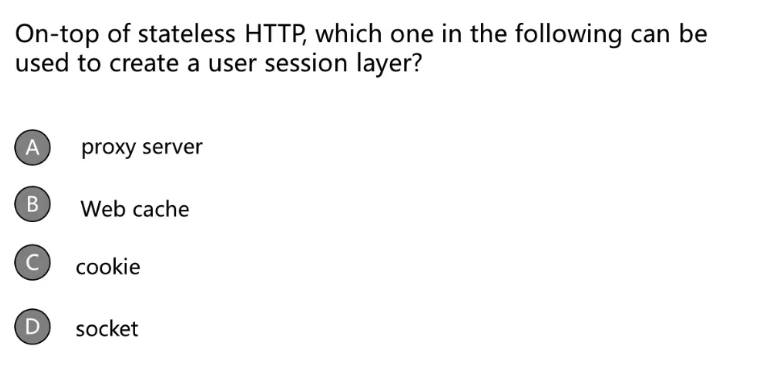 On-top of stateless HTTP, which one in the following can be
used to create a user session layer?
A proxy server
B Web cache
C cookie
D socket